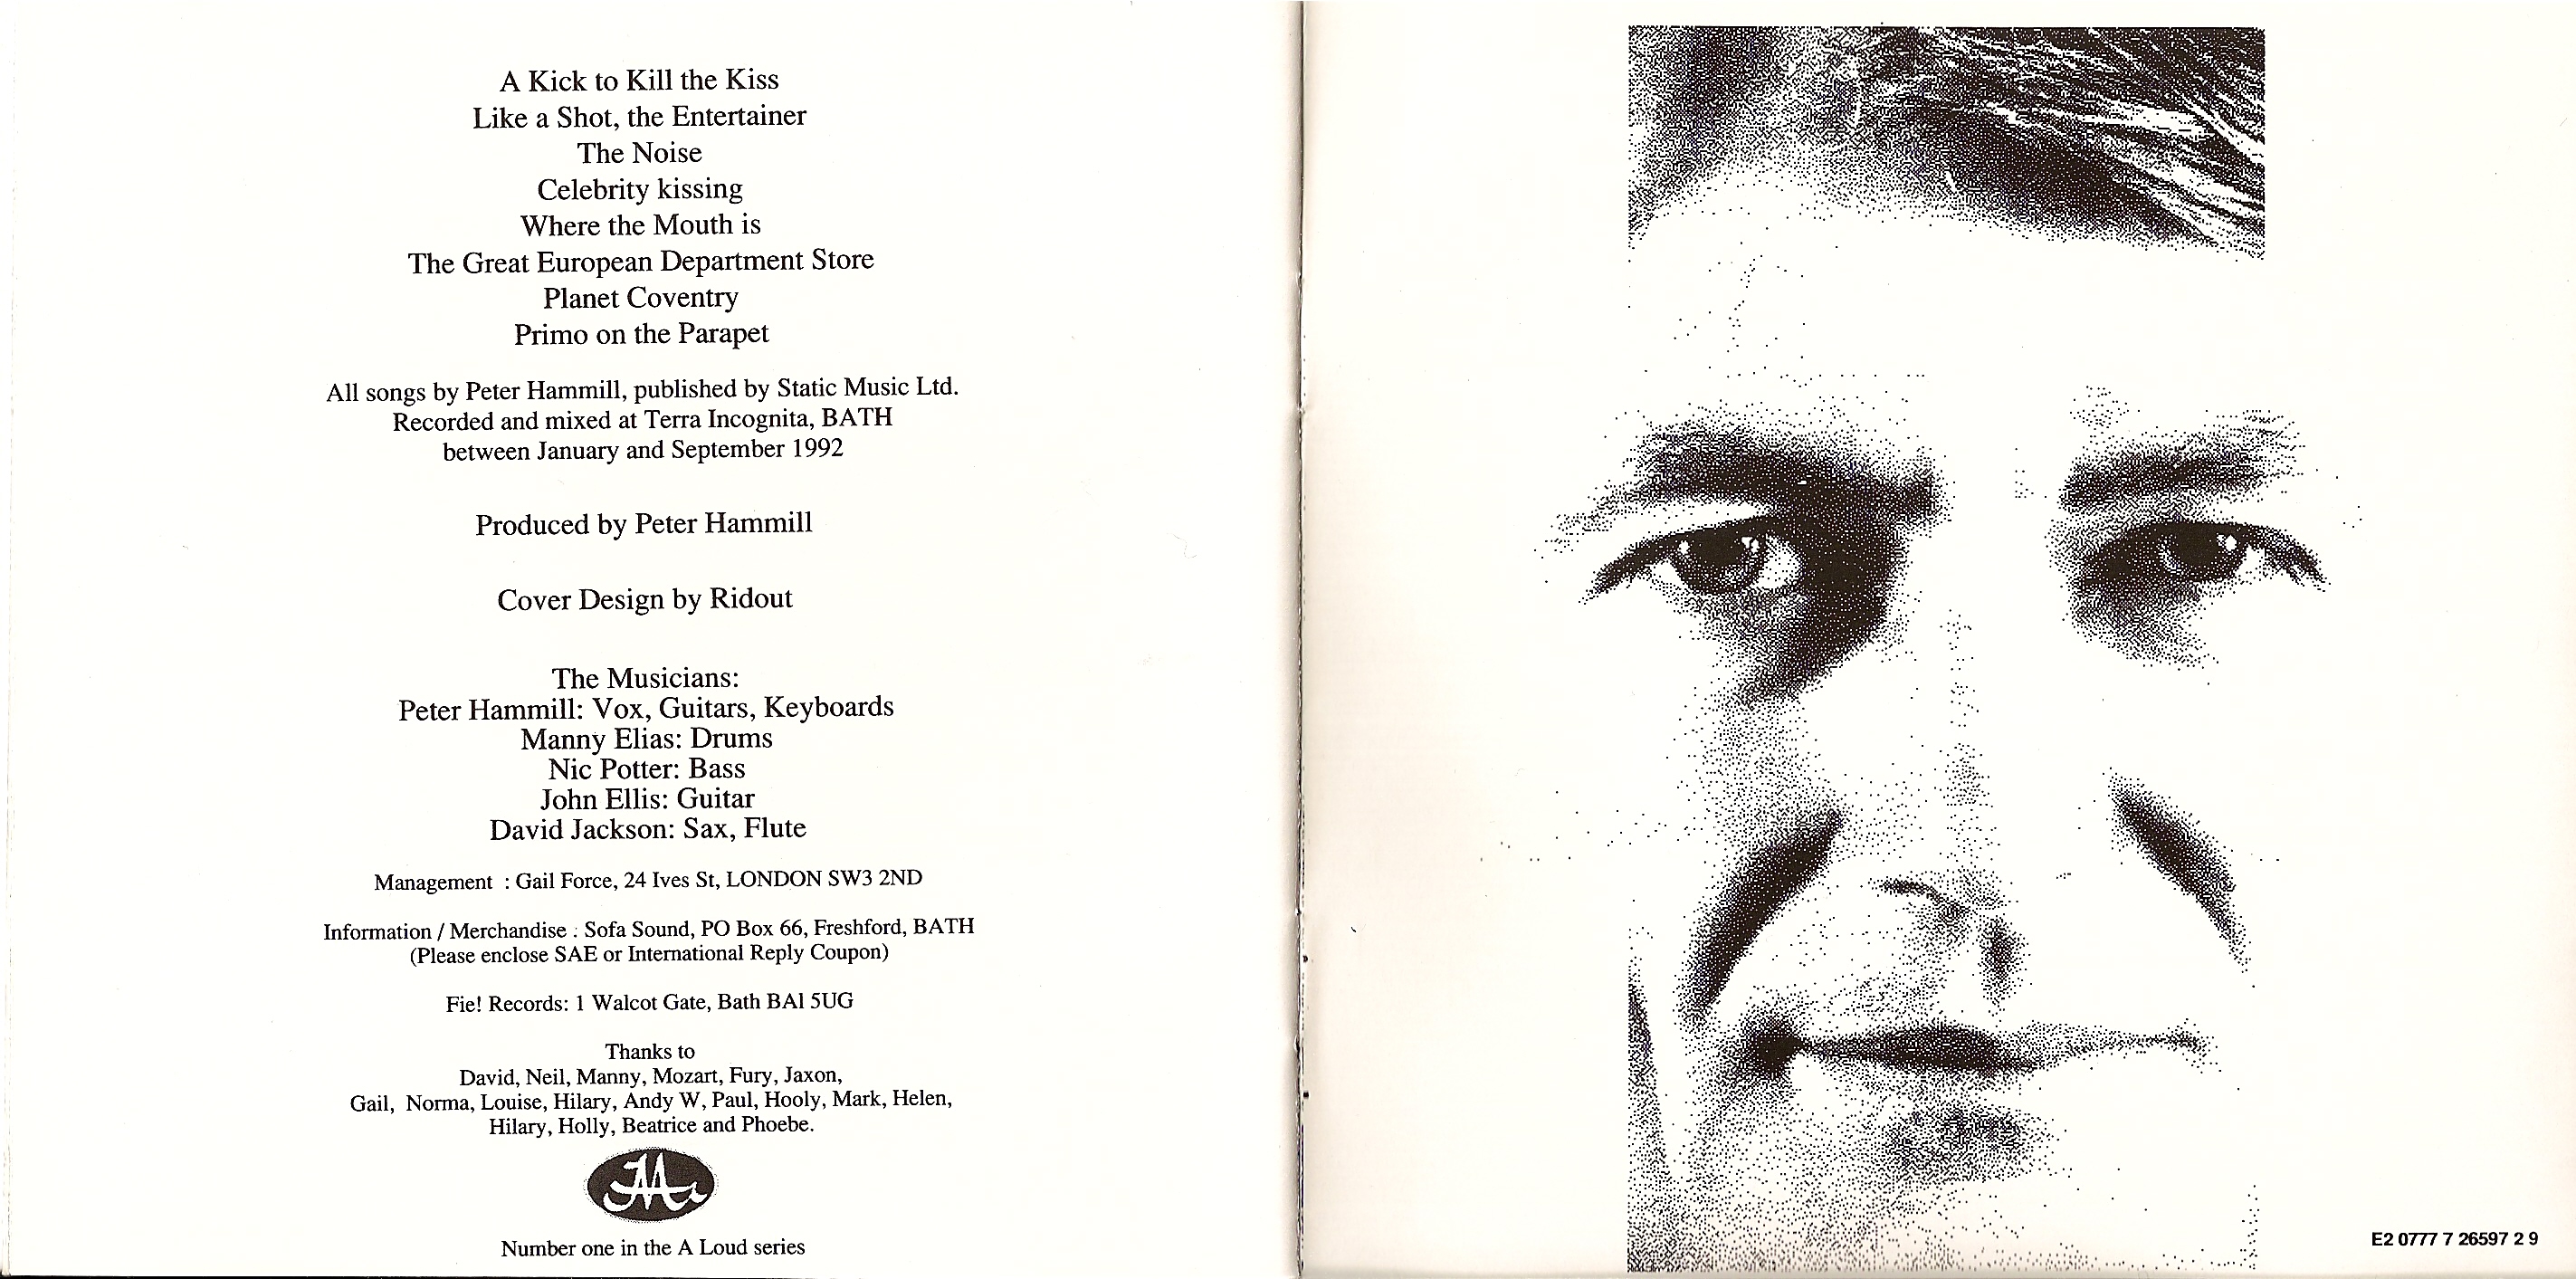 A Kick to Kill the Kiss
Like a Shot, the Entertainer
The Noise
Celebrity kissing
Where the Mouth is
The Great European Department Store
Planet Coventry
Primo on the Parapet
All songs by Peter Hammill, published by Static Music Ltd.
Recorded and mixed at Terra Incognita, BATH
between January and September 1992
Produced by Peter Hammill
Cover Design by Ridout
The Musicians:
Peter Hammill: Vox, Guitars, Keyboards
Manny Elias: Drums
Nic Potter: Bass
John Ellis: Guitar
David Jackson: Sax, Flute
Management : Gail Force, 24 Ives St, LONDON SW3 2ND
Information / Merchandise : Sofa Sound, PO Box 66, Freshford, BATH
(Please enclose SAE or International Reply Coupon)
Fie! Records: 1 Walcot Gate, Bath BA1 5UG
Thanks to
David, Neil, Manny, Mozart, Fury, Jaxon,
Gail, Norma, Louise, Hilary, Andy W, Paul, Hooly, Mark, Helen,
Hilary, Holly, Beatrice and Phoebe.
Number one in the A Loud series
E2 0777 7 26597 2 9